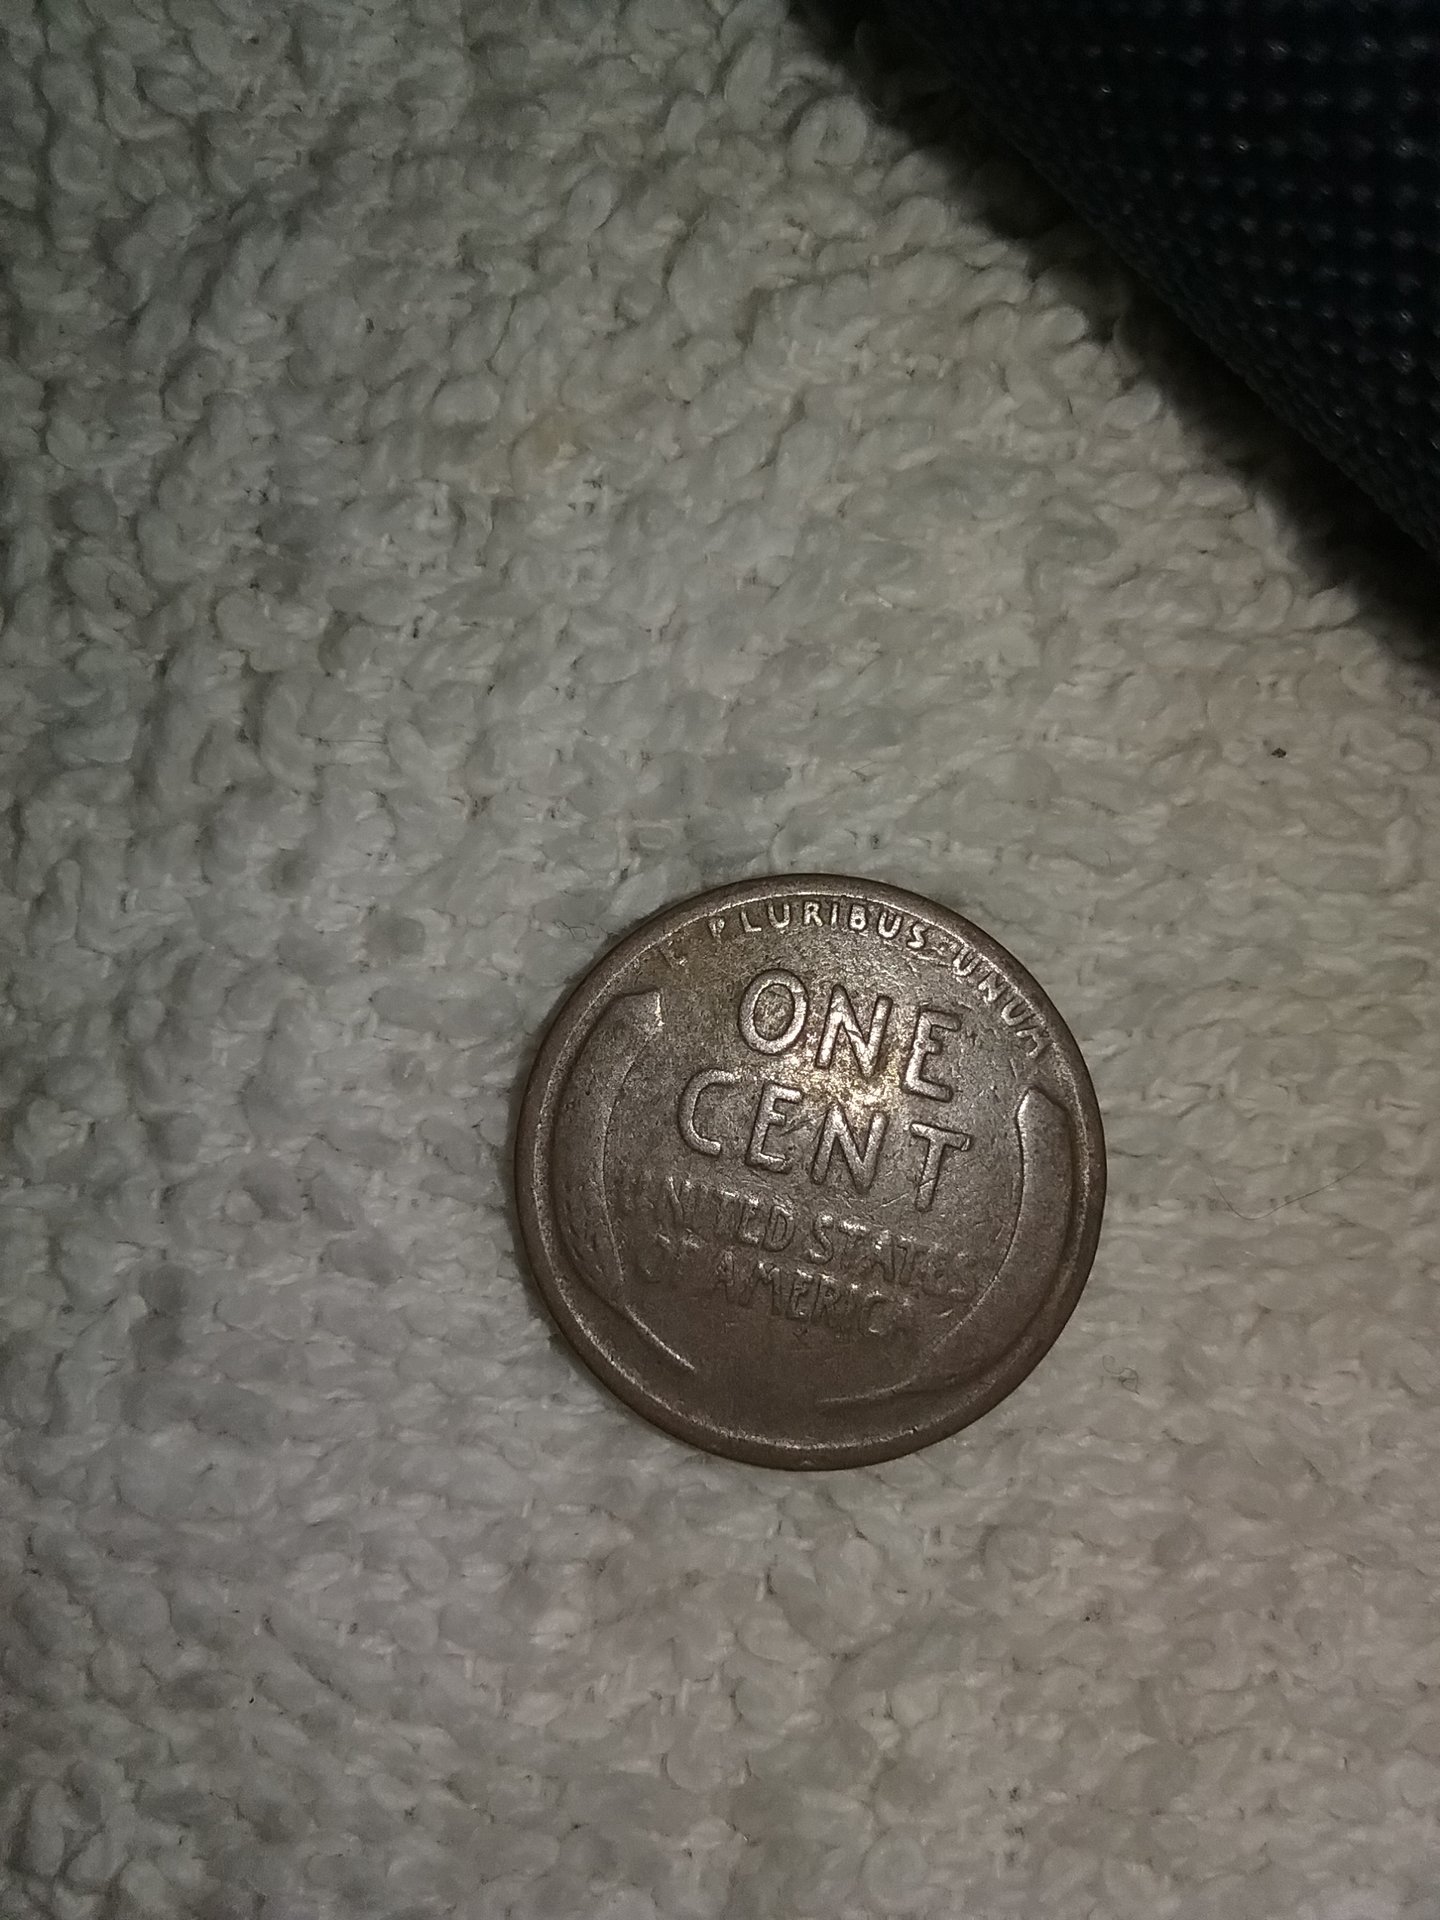 E PLURIBUS·UNUM
ONE
CENT
UNITED STATES
OF AMERICA